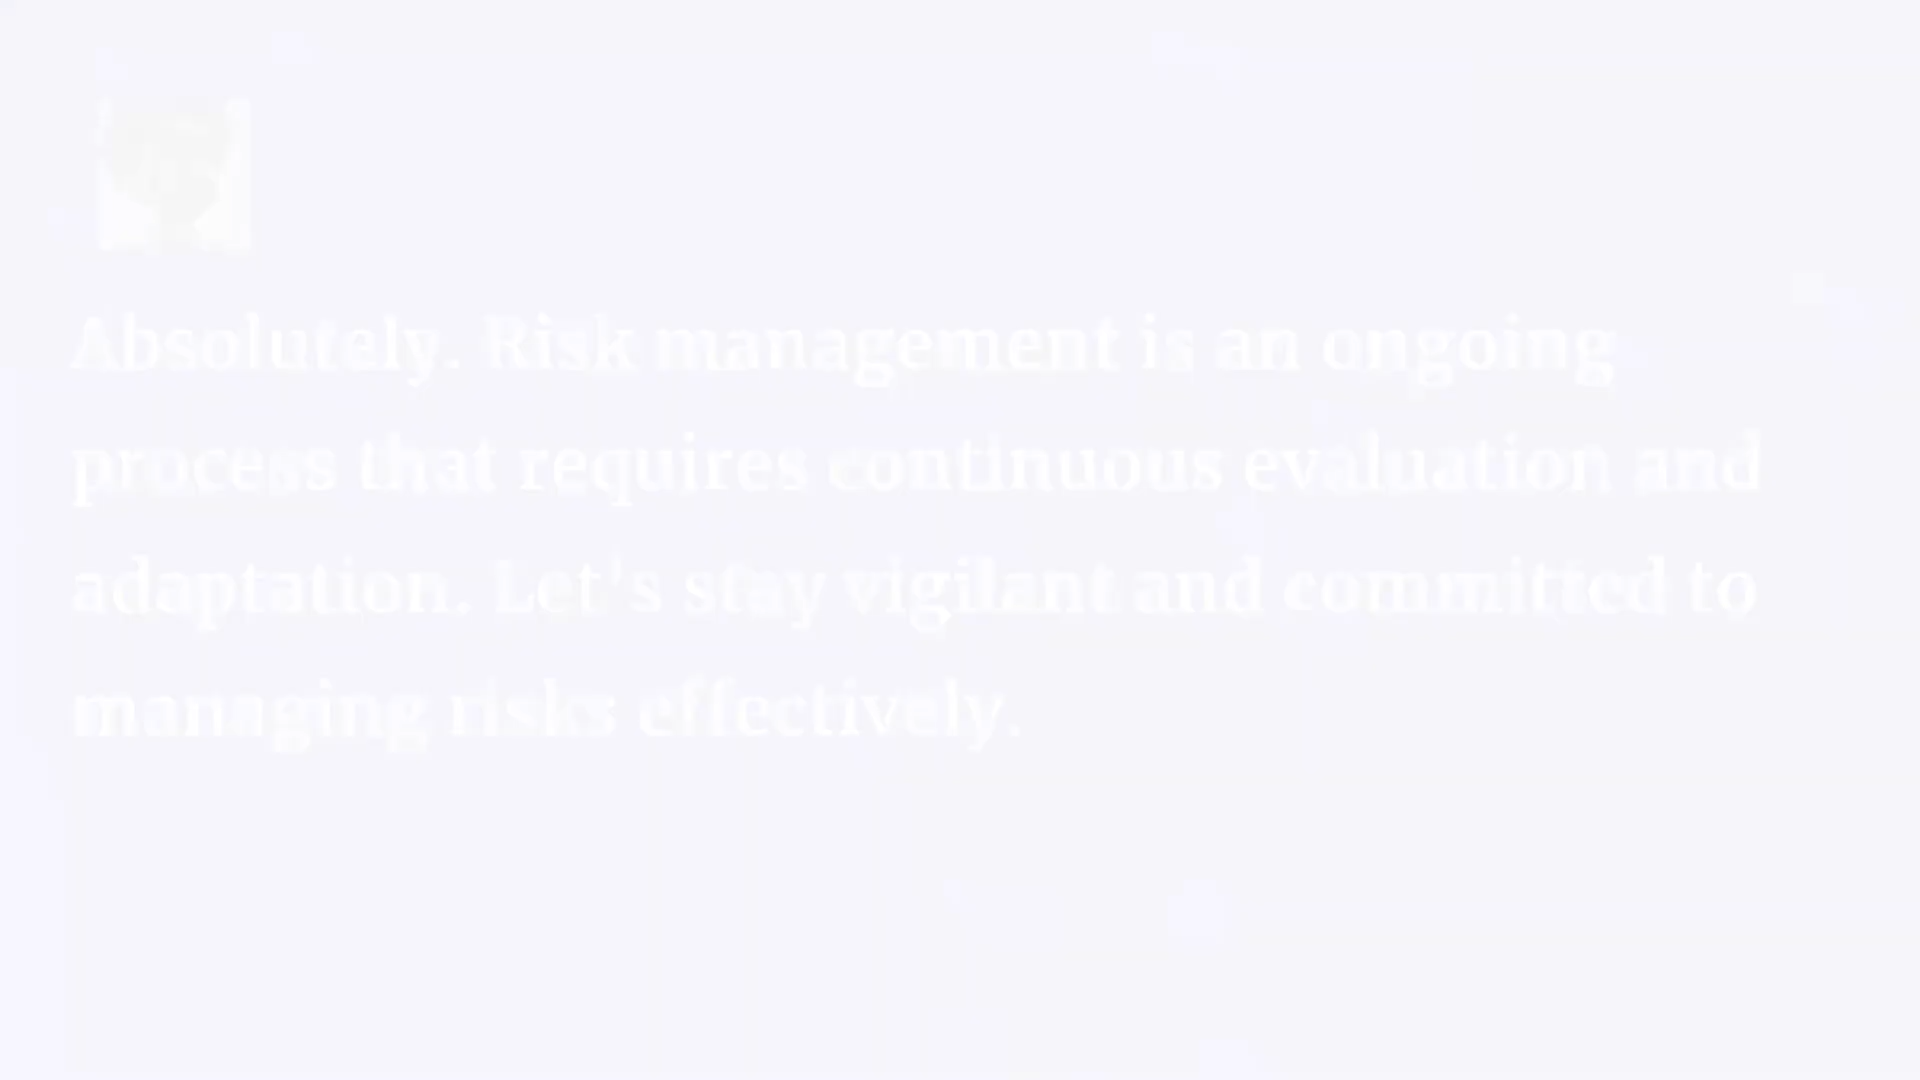 Absolutely. Risk management is an ongoing
process that requires continuous evaluation and
adaptation. Let's stay vigilant and committed to
managing risks effectively.